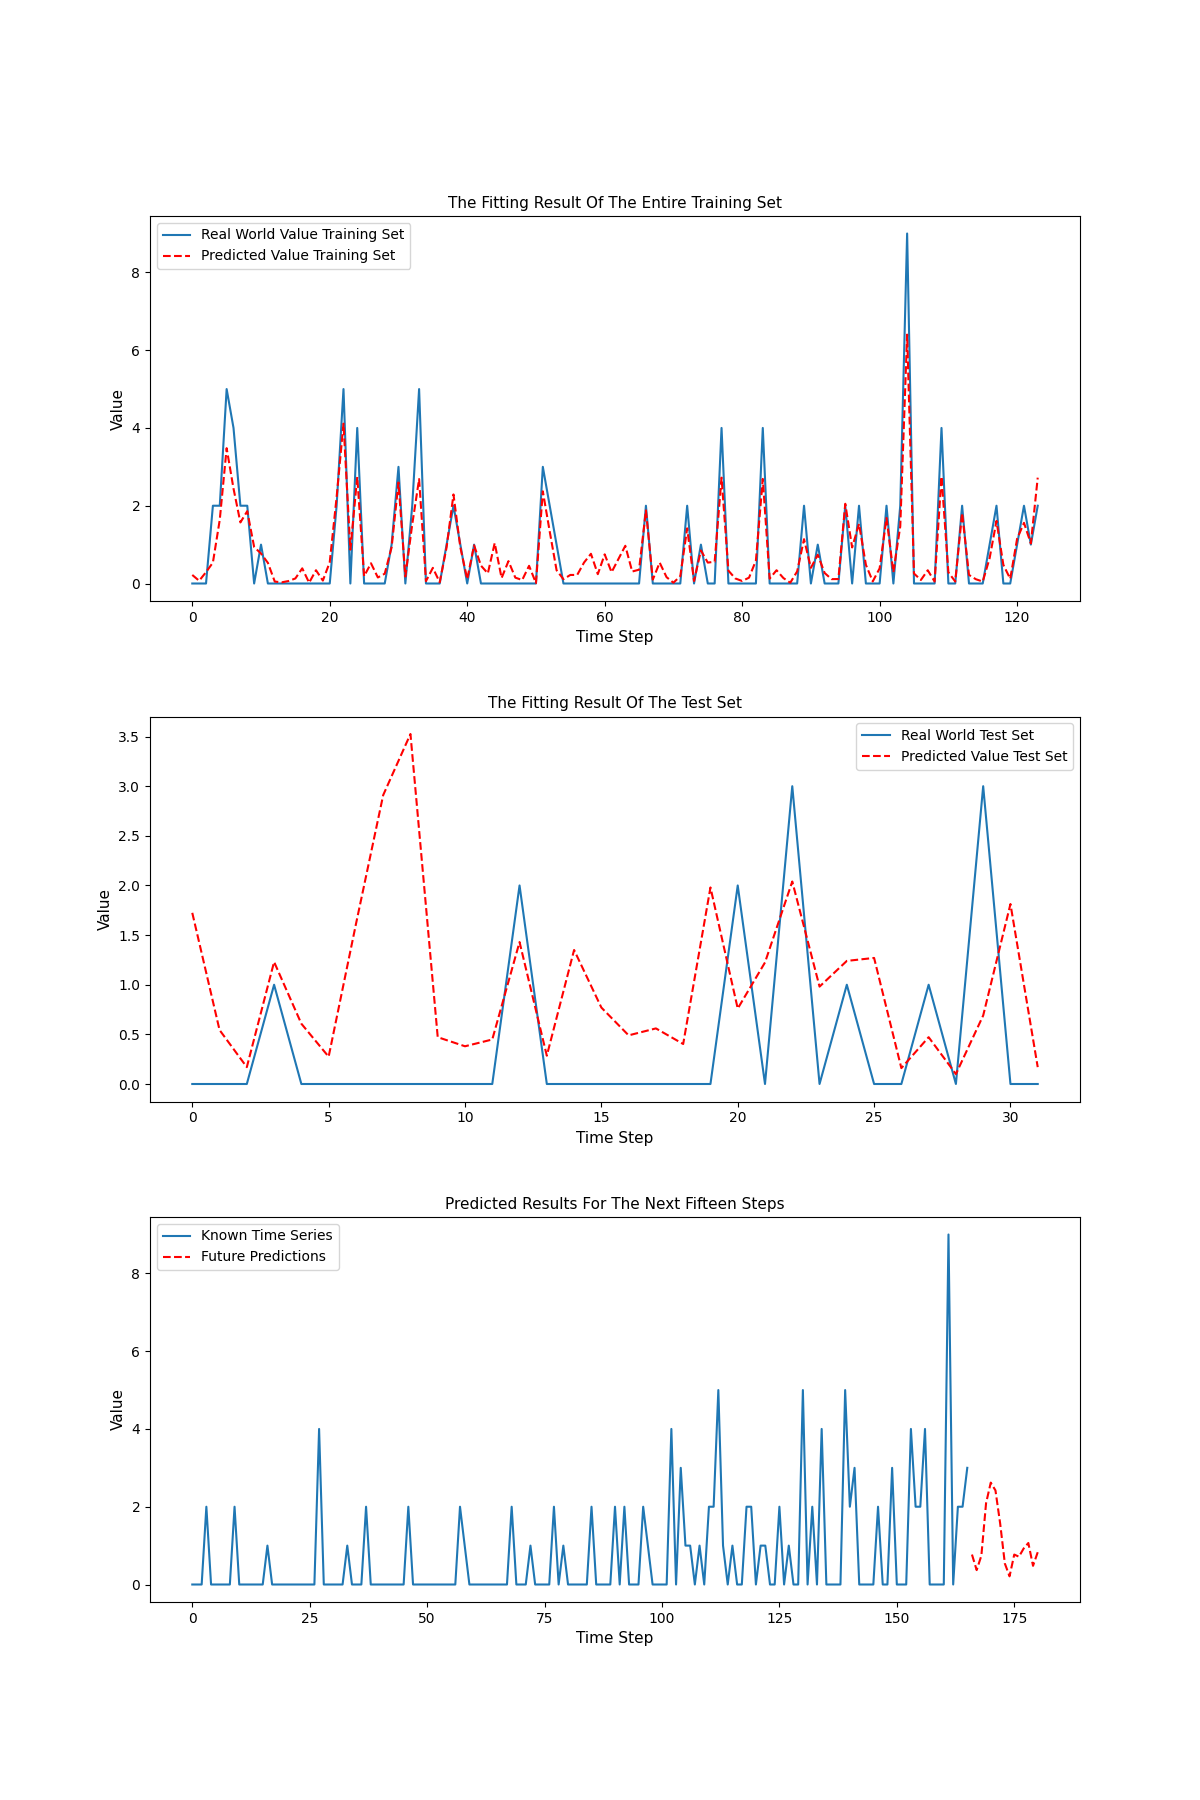 The Fitting Result Of The Entire Training Set
Real World Value Training Set
Predicted Value Training Set
Value
8
6
4
2
0
0 20 40 60 80 100 120
Time Step
The Fitting Result Of The Test Set
Real World Test Set
Predicted Value Test Set
Value
3.5
3.0
2.5
2.0
1.5
1.0
0.5
0.0
0 5 10 15 20 25 30
Time Step
Predicted Results For The Next Fifteen Steps
Known Time Series
Future Predictions
Value
8
6
4
2
0
0 25 50 75 100 125 150 175
Time Step